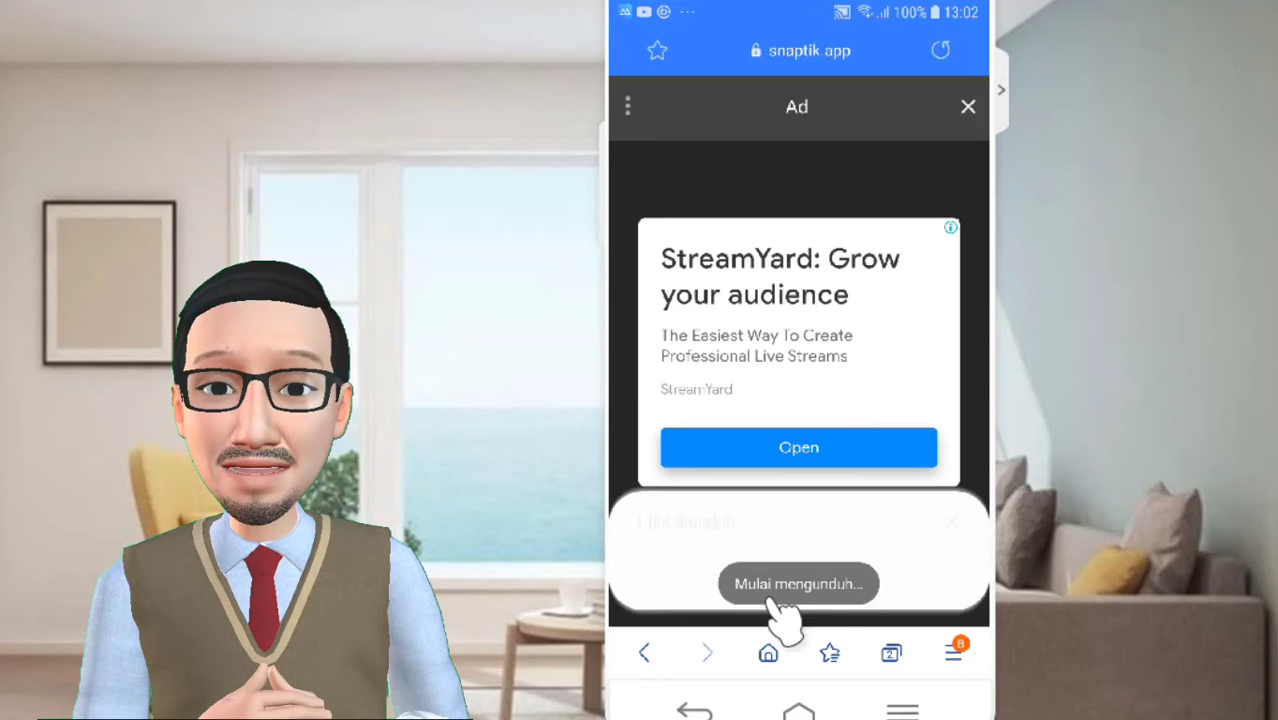 100% 13:02
snaptik.app
Ad
StreamYard: Grow
your audience
The Easiest Way To Create
Professional Live Streams
StreamYard
Open
Mulai mengunduh...
2
8